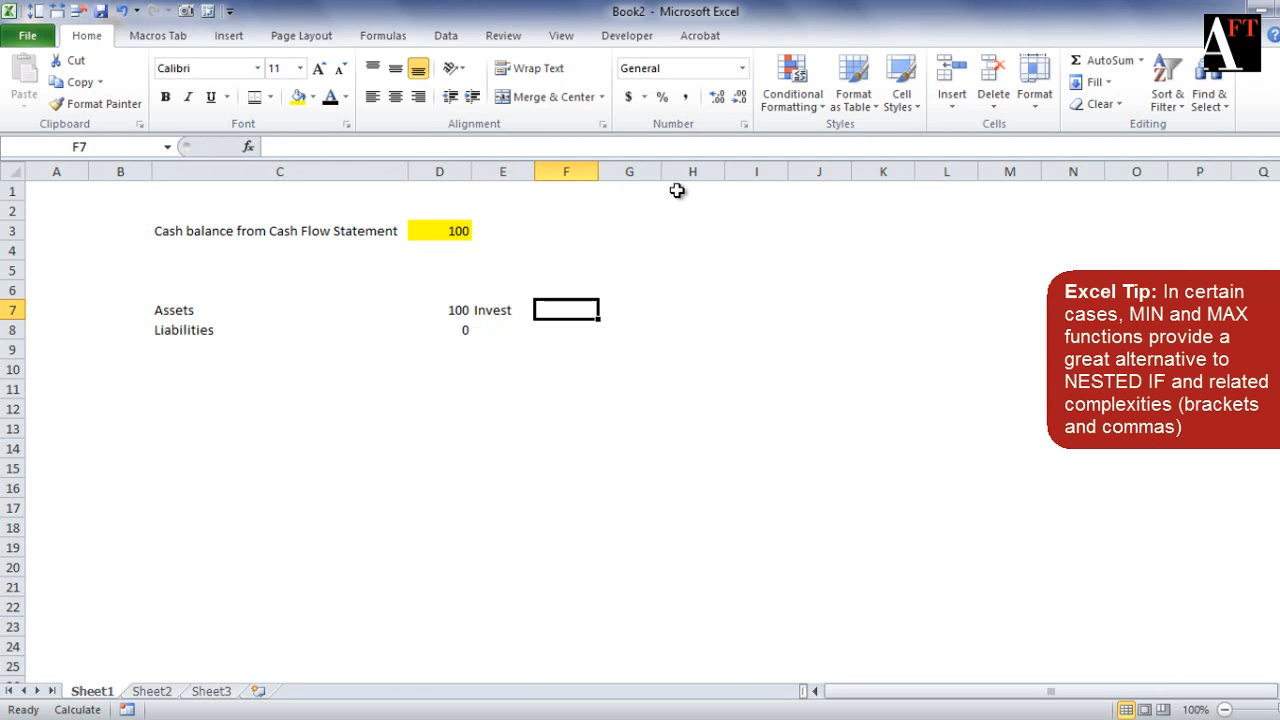 Book2 - Microsoft Excel
File Home Macros Tab Insert Page Layout Formulas Data Review View Developer Acrobat
AFT
Paste
Cut
Copy
Format Painter
Clipboard
Calibri 11 A A
B I U A
Font
Wrap Text
Merge & Center
Alignment
General
$ % , .0 .00 .00 .0
Number
Conditional Formatting
Format as Table
Cell Styles
Styles
Insert Delete Format
Cells
Σ AutoSum
Fill
Clear
Sort & Filter
Find & Select
Editing
F7 fx
A B C D E F G H I J K L M N O P Q
1
2
3 Cash balance from Cash Flow Statement 100
4
5
6
7 Assets 100 Invest
8 Liabilities 0
9
10
11
12
13
14
15
16
17
18
19
20
21
22
23
24
25
Excel Tip: In certain
cases, MIN and MAX
functions provide a
great alternative to
NESTED IF and related
complexities (brackets
and commas)
Sheet1 Sheet2 Sheet3
Ready Calculate 100%